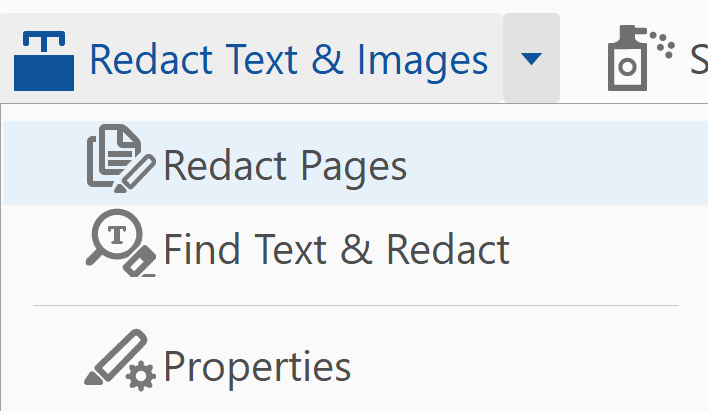 Redact Text & Images
S
Redact Pages
Find Text & Redact
Properties